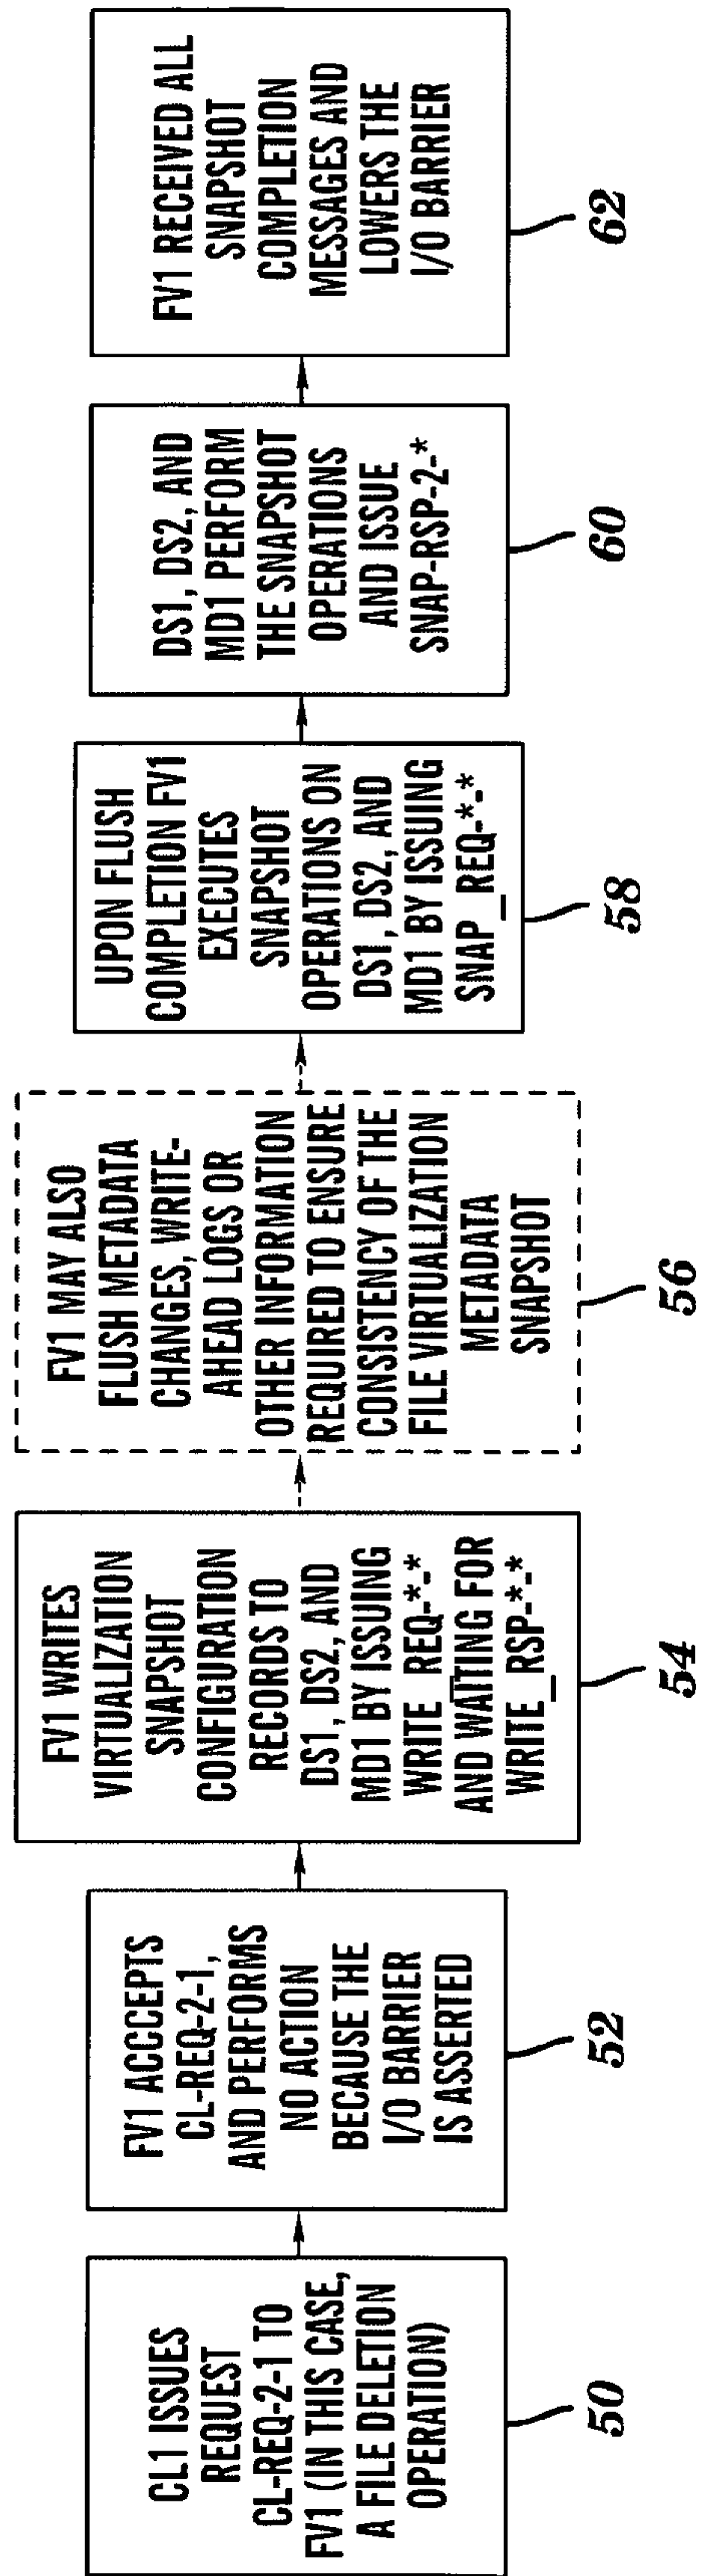 CL1 ISSUES
REQUEST
CL-REQ-2-1 TO
FV1 (IN THIS CASE,
A FILE DELETION
OPERATION)
50
FV1 ACCCEPTS
CL-REQ-2-1,
AND PERFORMS
NO ACTION
BECAUSE THE
I/O BARRIER
IS ASSERTED
52
FV1 WRITES
VIRTUALIZATION
SNAPSHOT
CONFIGURATION
RECORDS TO
DS1, DS2, AND
MD1 BY ISSUING
WRITE_REQ-*-*
AND WAITING FOR
WRITE_RSP-*-*
54
FV1 MAY ALSO
FLUSH METADATA
CHANGES, WRITE-
AHEAD LOGS OR
OTHER INFORMATION
REQUIRED TO ENSURE
CONSISTENCY OF THE
FILE VIRTUALIZATION
METADATA
SNAPSHOT
56
UPON FLUSH
COMPLETION FV1
EXECUTES
SNAPSHOT
OPERATIONS ON
DS1, DS2, AND
MD1 BY ISSUING
SNAP_REQ-*-*
58
DS1, DS2, AND
MD1 PERFORM
THE SNAPSHOT
OPERATIONS
AND ISSUE
SNAP-RSP-2-*
60
FV1 RECEIVED ALL
SNAPSHOT
COMPLETION
MESSAGES AND
LOWERS THE
I/O BARRIER
62